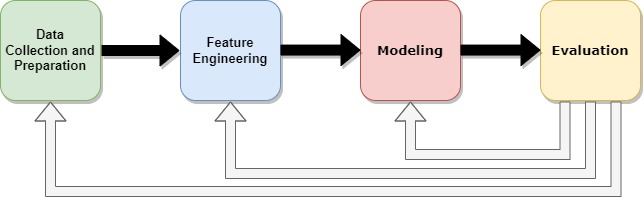 Data
Collection and
Preparation
Feature
Engineering
Modeling
Evaluation